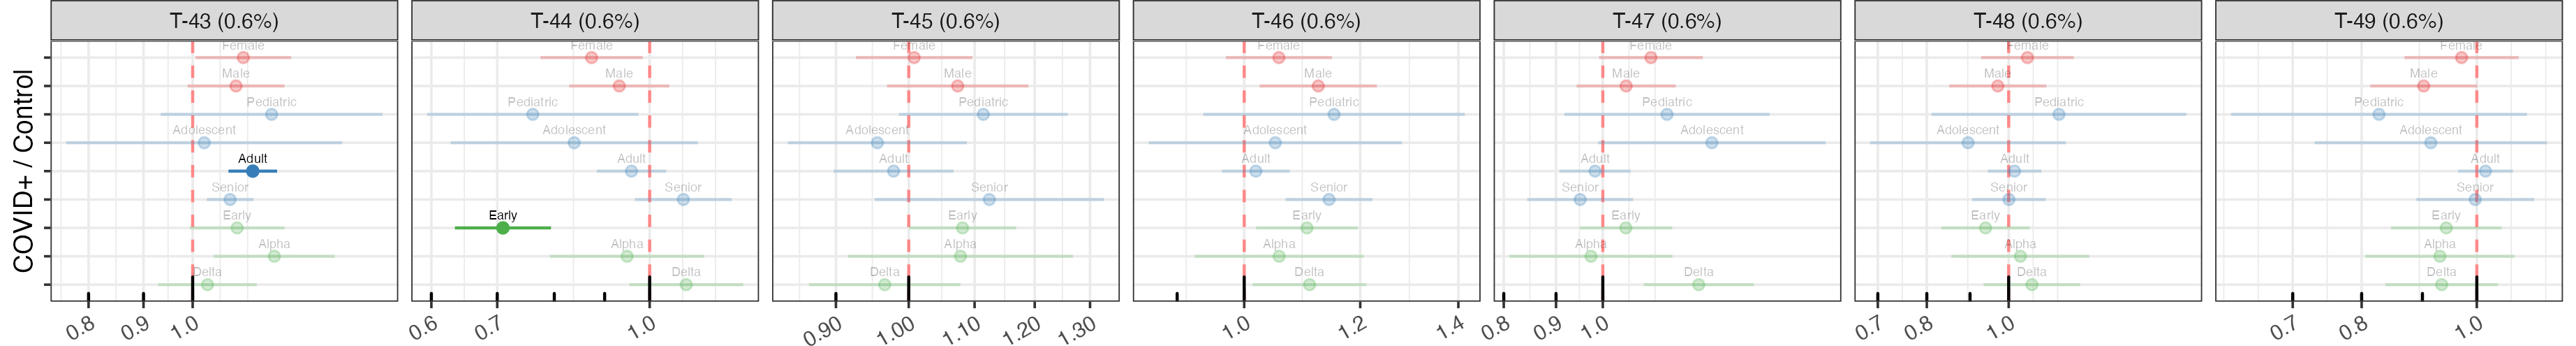 T-43 (0.6%)
T-44 (0.6%)
T-45 (0.6%)
T-46 (0.6%)
T-47 (0.6%)
T-48 (0.6%)
T-49 (0.6%)
COVID+ / Control
Female
Male
Pediatric
Adolescent
Adult
Senior
Early
Alpha
Delta
0.8 0.9 1.0
Female
Male
Pediatric
Adolescent
Adult
Senior
Early
Alpha
Delta
0.6 0.7 1.0
Female
Male
Pediatric
Adolescent
Adult
Senior
Early
Alpha
Delta
0.90 1.00 1.10 1.20 1.30
Female
Male
Pediatric
Adolescent
Adult
Senior
Early
Alpha
Delta
1.0 1.2 1.4
Female
Male
Pediatric
Adolescent
Adult
Senior
Early
Alpha
Delta
0.8 0.9 1.0
Female
Male
Pediatric
Adolescent
Adult
Senior
Early
Alpha
Delta
0.7 0.8 1.0
Female
Male
Pediatric
Adolescent
Adult
Senior
Early
Alpha
Delta
0.7 0.8 1.0